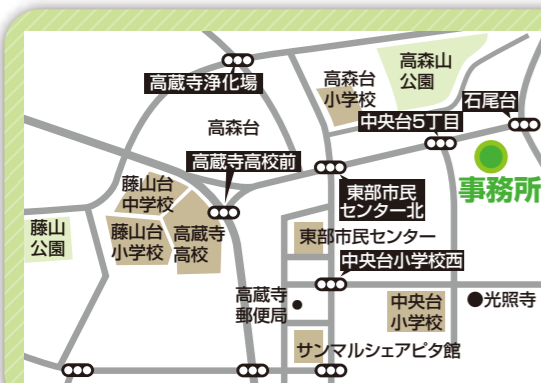 高蔵寺浄化場
高森台
小学校
高森山
公園
石尾台
中央台5丁目
高森台
高蔵寺高校前
事務所
藤山台
中学校
東部市民
センター北
藤山
公園
藤山台
小学校
高蔵寺
高校
東部市民センター
中央台小学校西
高蔵寺
郵便局
中央台
小学校
光照寺
サンマルシェアピタ館